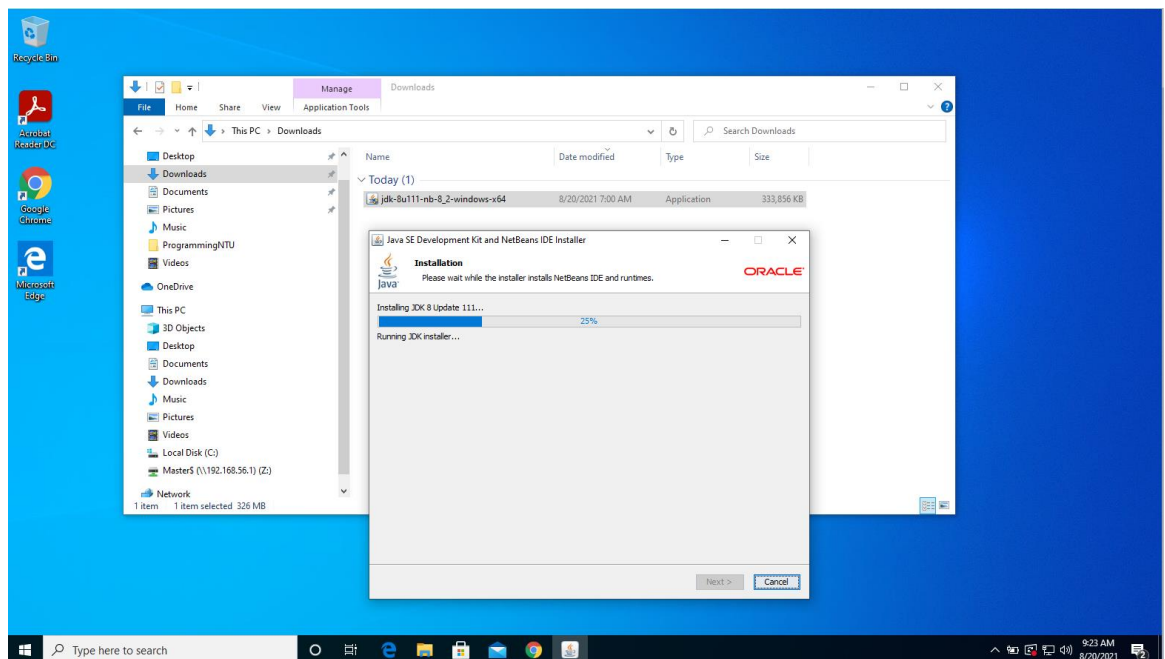 Recycle Bin
Acrobat
Reader DC
Google
Chrome
Microsoft
Edge
Manage
Downloads
File
Home
Share
View
Application Tools
This PC > Downloads
Search Downloads
Desktop
Downloads
Documents
Pictures
Music
ProgrammingNTU
Videos
OneDrive
This PC
3D Objects
Desktop
Documents
Downloads
Music
Pictures
Videos
Local Disk (C:)
Master$ (\\192.168.56.1) (Z:)
Network
1 item 1 item selected 326 MB
Name Date modified Type Size
Today (1)
jdk-8u111-nb-8_2-windows-x64 8/20/2021 7:00 AM Application 333,856 KB
Java SE Development Kit and NetBeans IDE Installer
Installation
Please wait while the installer installs NetBeans IDE and runtimes.
Java
ORACLE
Installing JDK 8 Update 111...
25%
Running JDK installer...
Next >
Cancel
Type here to search
9:23 AM
8/20/2021
2